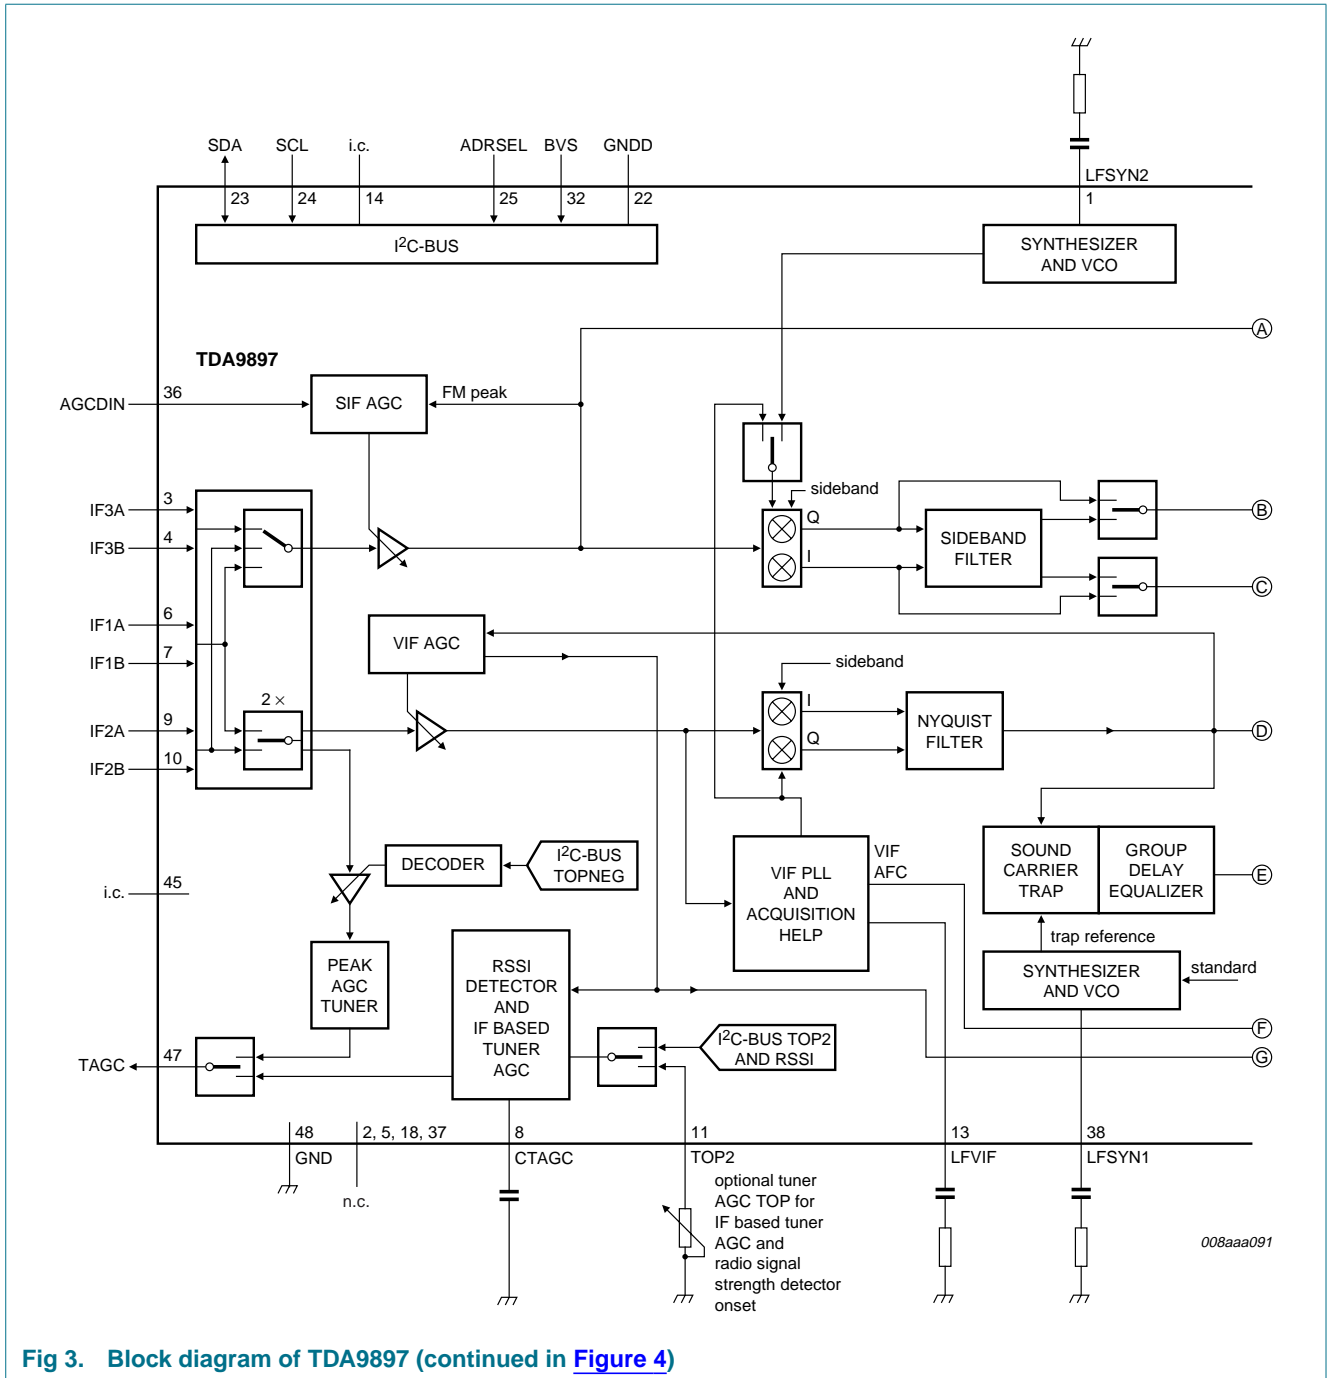 LFSYN2
1
SDA SCL i.c. ADRSEL BVS GNDD
23 24 14 25 32 22
I2C-BUS
SYNTHESIZER
AND VCO
A
TDA9897
AGCDIN
36
SIF AGC
FM peak
sideband
IF3A
3
IF3B
4
Q
I
SIDEBAND
FILTER
B
C
IF1A
6
IF1B
7
VIF AGC
sideband
2 ×
IF2A
9
IF2B
10
I
Q
NYQUIST
FILTER
D
DECODER
I2C-BUS
TOPNEG
i.c.
45
VIF PLL
AND
ACQUISITION
HELP
VIF
AFC
SOUND
CARRIER
TRAP
GROUP
DELAY
EQUALIZER
E
trap reference
PEAK
AGC
TUNER
RSSI
DETECTOR
AND
IF BASED
TUNER
AGC
SYNTHESIZER
AND VCO
standard
I2C-BUS TOP2
AND RSSI
F
G
TAGC
47
48
GND
2, 5, 18, 37
n.c.
8
CTAGC
11
TOP2
13
LFVIF
38
LFSYN1
optional tuner
AGC TOP for
IF based tuner
AGC and
radio signal
strength detector
onset
008aaa091
Fig 3. Block diagram of TDA9897 (continued in Figure 4)